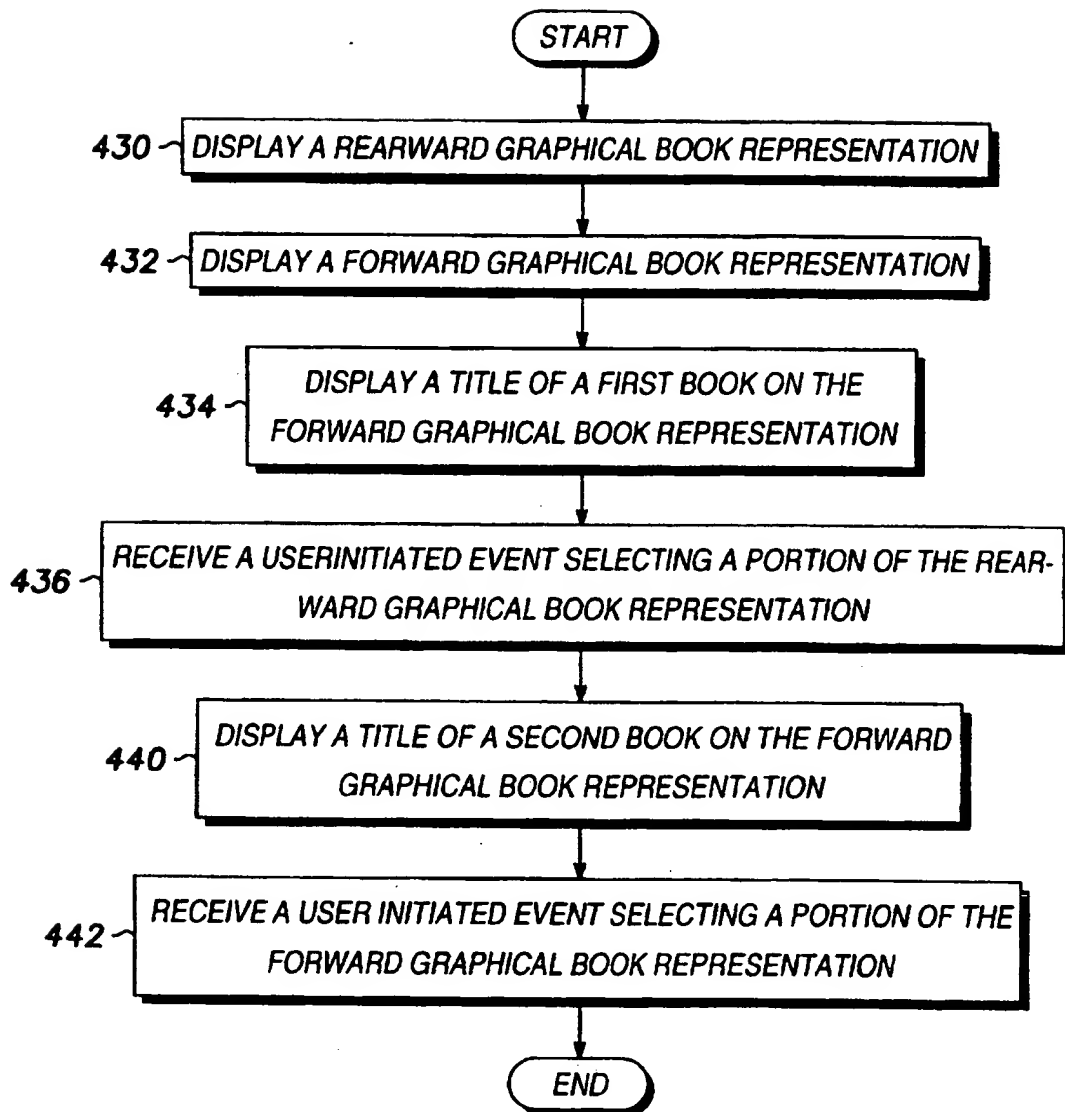 START
430 DISPLAY A REARWARD GRAPHICAL BOOK REPRESENTATION
432 DISPLAY A FORWARD GRAPHICAL BOOK REPRESENTATION
DISPLAY A TITLE OF A FIRST BOOK ON THE
434
FORWARD GRAPHICAL BOOK REPRESENTATION
RECEIVE A USERINITIATED EVENT SELECTING A PORTION OF THE REAR-
436
WARD GRAPHICAL BOOK REPRESENTATION
DISPLAY A TITLE OF A SECOND BOOK ON THE FORWARD
440
GRAPHICAL BOOK REPRESENTATION
RECEIVE A USER INITIATED EVENT SELECTING A PORTION OF THE
442
FORWARD GRAPHICAL BOOK REPRESENTATION
END